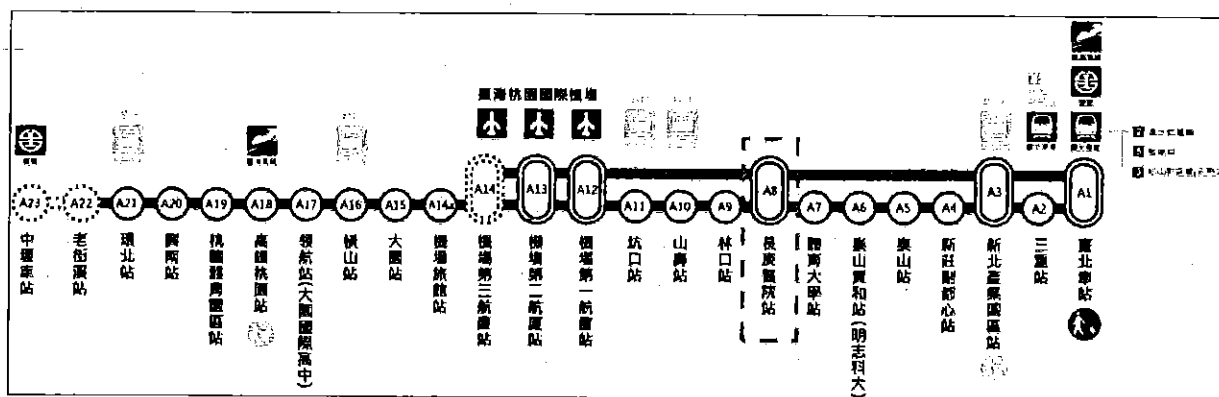 臺灣桃園國際機場
A23
A22
A21
A20
A19
A18
A17
A16
A15
A14a
A14
A13
A12
A11
A10
A9
A8
A7
A6
A5
A4
A3
A2
A1
中壢車站
老街溪站
環北站
興南站
桃園體育園區站
高鐵桃園站
領航站(大園國際高中)
橫山站
大園站
機場旅館站
機場第三航廈站
機場第二航廈站
機場第一航廈站
坑口站
山鼻站
林口站
長庚醫院站
體育大學站
泰山貴和站(明志科大)
泰山站
新莊副都心站
新北產業園區站
三重站
臺北車站